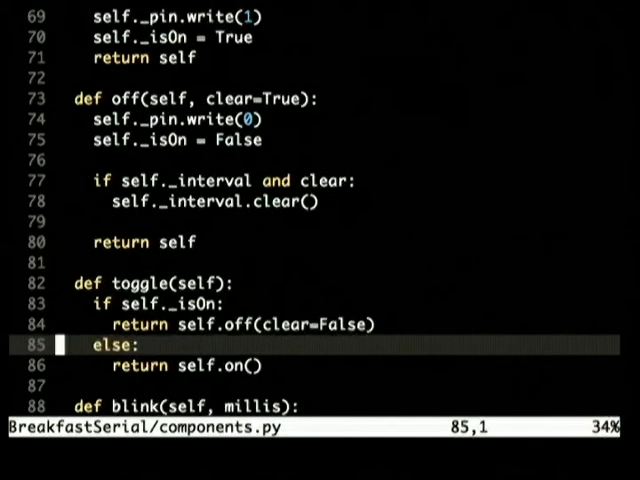 69     self._pin.write(1)
70     self._isOn = True
71     return self
72
73   def off(self, clear=True):
74     self._pin.write(0)
75     self._isOn = False
76
77     if self._interval and clear:
78       self._interval.clear()
79
80     return self
81
82   def toggle(self):
83     if self._isOn:
84       return self.off(clear=False)
85     else:
86       return self.on()
87
88   def blink(self, millis):
BreakfastSerial/components.py 85,1 34%